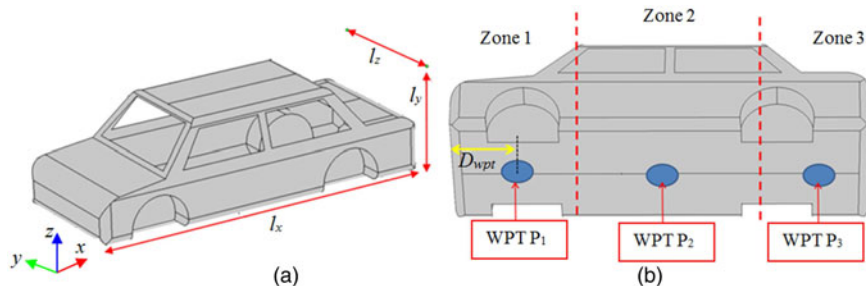 l_z
l_y
l_x
z
y
x
(a)
Zone 1
Zone 2
Zone 3
D_wpt
WPT P₁
WPT P₂
WPT P₃
(b)